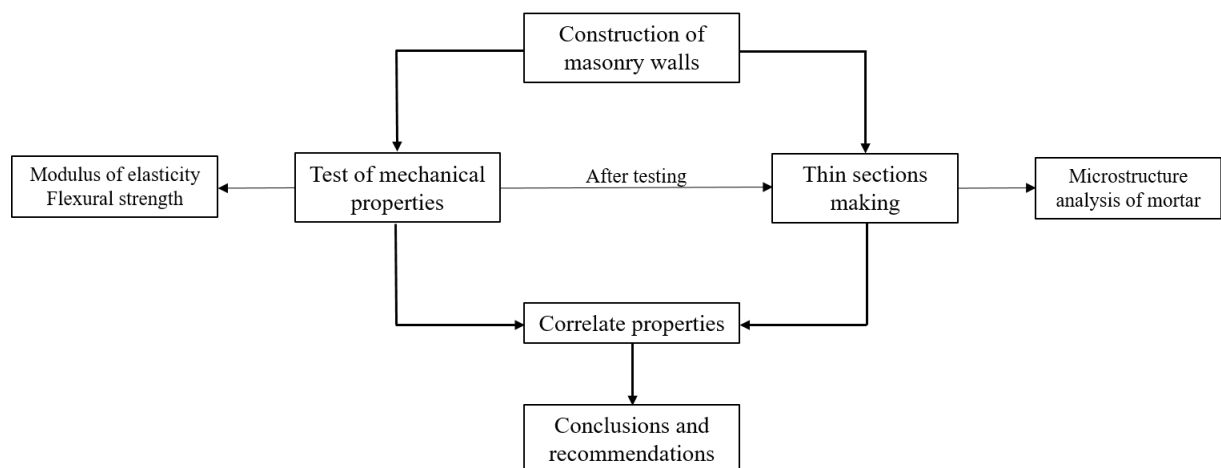 Construction of
masonry walls
Modulus of elasticity
Flexural strength
Test of mechanical
properties
After testing
Thin sections
making
Microstructure
analysis of mortar
Correlate properties
Conclusions and
recommendations